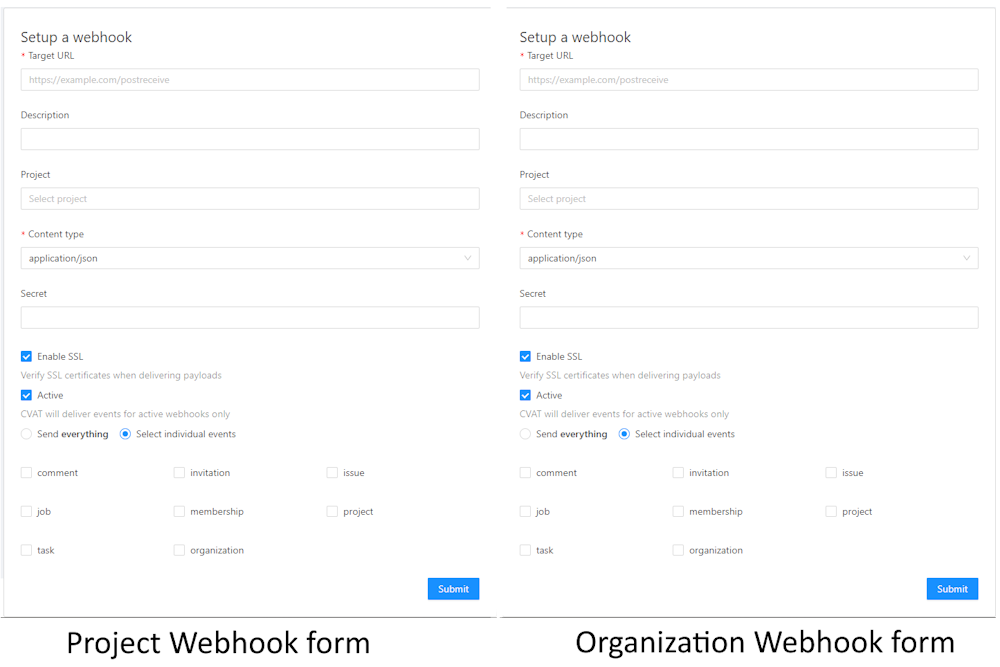 Setup a webhook
* Target URL
https://example.com/postreceive
Description
Project
Select project
* Content type
application/json
Secret
Enable SSL
Verify SSL certificates when delivering payloads
Active
CVAT will deliver events for active webhooks only
Send everything Select individual events
comment invitation issue
job membership project
task organization
Submit
Project Webhook form
Setup a webhook
* Target URL
https://example.com/postreceive
Description
Project
Select project
* Content type
application/json
Secret
Enable SSL
Verify SSL certificates when delivering payloads
Active
CVAT will deliver events for active webhooks only
Send everything Select individual events
comment invitation issue
job membership project
task organization
Submit
Organization Webhook form